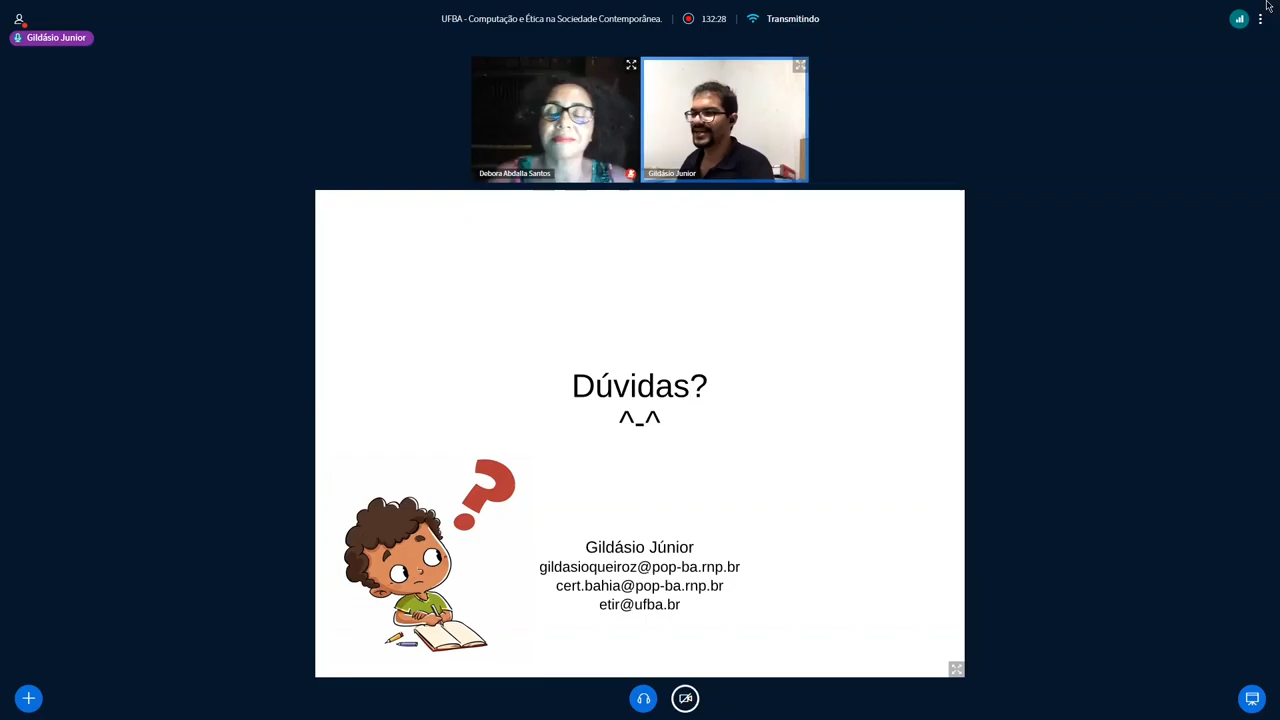 UFBA - Computação e Ética na Sociedade Contemporânea.
132:28
Transmitindo
Gildásio Junior
Debora Abdalla Santos
Gildásio Junior
Dúvidas?
^-^
?
Gildásio Júnior
gildasioqueiroz@pop-ba.rnp.br
cert.bahia@pop-ba.rnp.br
etir@ufba.br